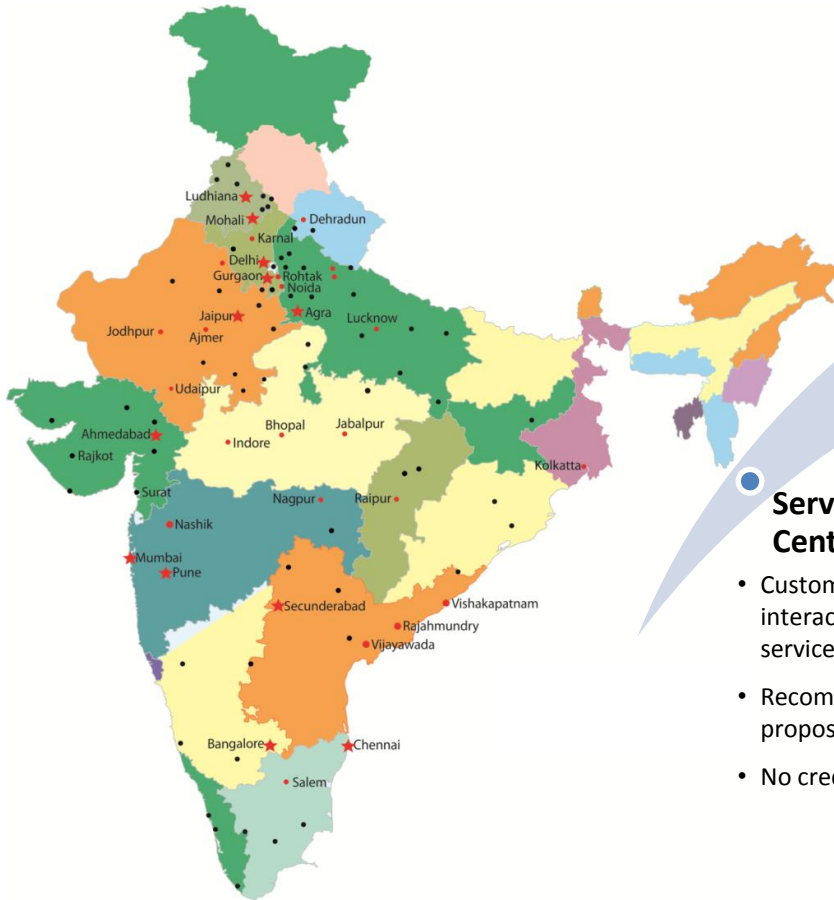 Ludhiana
Mohali
Dehradun
Karnal
Delhi
Gurgaon
Rohtak
Noida
Jaipur
Agra
Lucknow
Jodhpur
Ajmer
Udaipur
Ahmedabad
Bhopal
Jabalpur
Indore
Rajkot
Kolkatta
Surat
Nagpur
Raipur
Nashik
Mumbai
Pune
Secunderabad
Vishakapatnam
Rajahmundry
Vijayawada
Bangalore
Chennai
Salem
Serv
Cent
• Custom
interac
service
• Recom
propos
• No cred